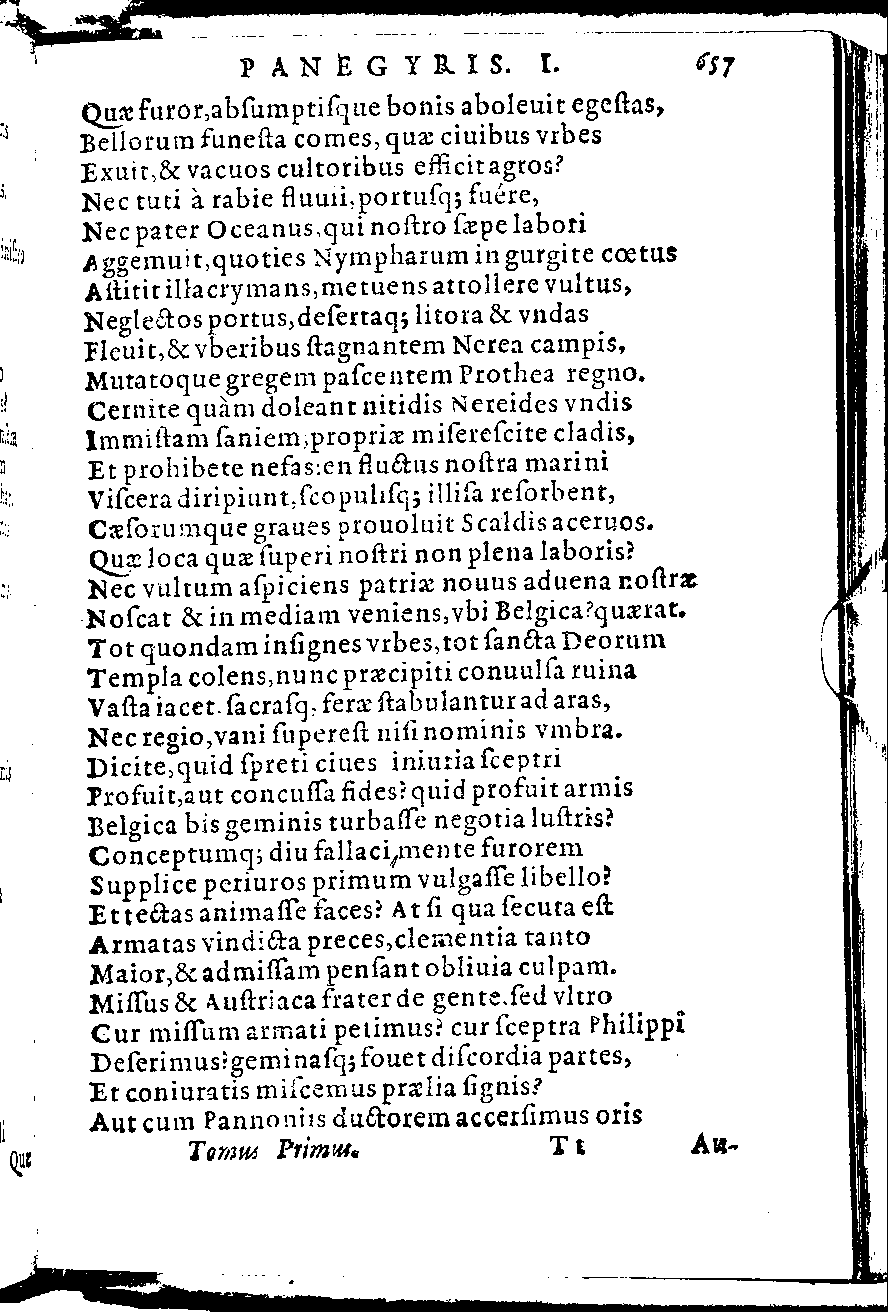 PANEGYRIS. I. 657
Quæ furor,abſumptiſque bonis aboleuit egeſtas,
Bellorum funeſta comes, quæ ciuibus vrbes
Exuit,& vacuos cultoribus efficit agros?
Nec tuti à rabie fluuii,portuſq; fuére,
Nec pater Oceanus,qui noſtro ſæpe labori
Aggemuit,quoties Nympharum in gurgite cœtus
Aſtitit illacrymans,metuens attollere vultus,
Neglectos portus,deſertaq; litora & vndas
Fleuit,& vberibus ſtagnantem Nerea campis,
Mutatoque gregem paſcentem Prothea regno.
Cernite quàm doleant nitidis Nereides vndis
Immiſtam ſaniem,propriæ miſereſcite cladis,
Et prohibete nefas:en fluctus noſtra marini
Viſcera diripiunt,ſcopuliſq; illiſa reſorbent,
Cæſorumque graues prouoluit Scaldis aceruos.
Quæ loca quæ ſuperi noſtri non plena laboris?
Nec vultum aſpiciens patriæ nouus aduena noſtræ
Noſcat & in mediam veniens,vbi Belgica?quærat.
Tot quondam inſignes vrbes,tot ſancta Deorum
Templa colens,nunc præcipiti conuulſa ruina
Vaſta iacet. ſacraſq; feræ ſtabulantur ad aras,
Nec regio,vani ſupereſt niſi nominis vmbra.
Dicite,quid ſpreti ciues iniuria ſceptri
Profuit,aut concuſſa fides? quid profuit armis
Belgica bis geminis turbaſſe negotia luſtris?
Conceptumq; diu fallaci,mente furorem
Supplice periuros primum vulgaſſe libello?
Et tectas animaſſe faces? At ſi qua ſecuta eſt
Armatas vindicta preces,clementia tanto
Maior,& admiſſam penſant obliuia culpam.
Miſſus & Auſtriaca frater de gente.ſed vltro
Cur miſſum armati petimus? cur ſceptra Philippi
Deſerimus?geminaſq; fouet diſcordia partes,
Et coniuratis miſcemus prælia ſignis?
Aut cum Pannoniis ductorem accerſimus oris
Tomus Primus. Tt Au-
Quæ